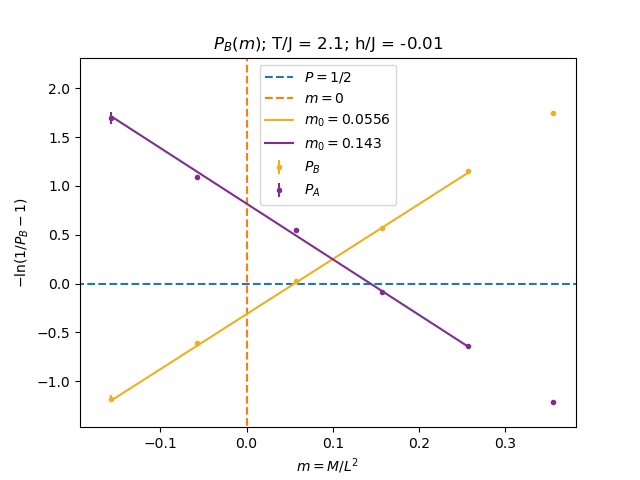 $P_B(m)$; T/J = 2.1; h/J = -0.01
$P = 1/2$
$m = 0$
$m_0 = 0.0556$
$m_0 = 0.143$
$P_B$
$P_A$
$-\ln(1/P_B - 1)$
2.0
1.5
1.0
0.5
0.0
−0.5
−1.0
−0.1
0.0
0.1
0.2
0.3
$m = M/L^2$